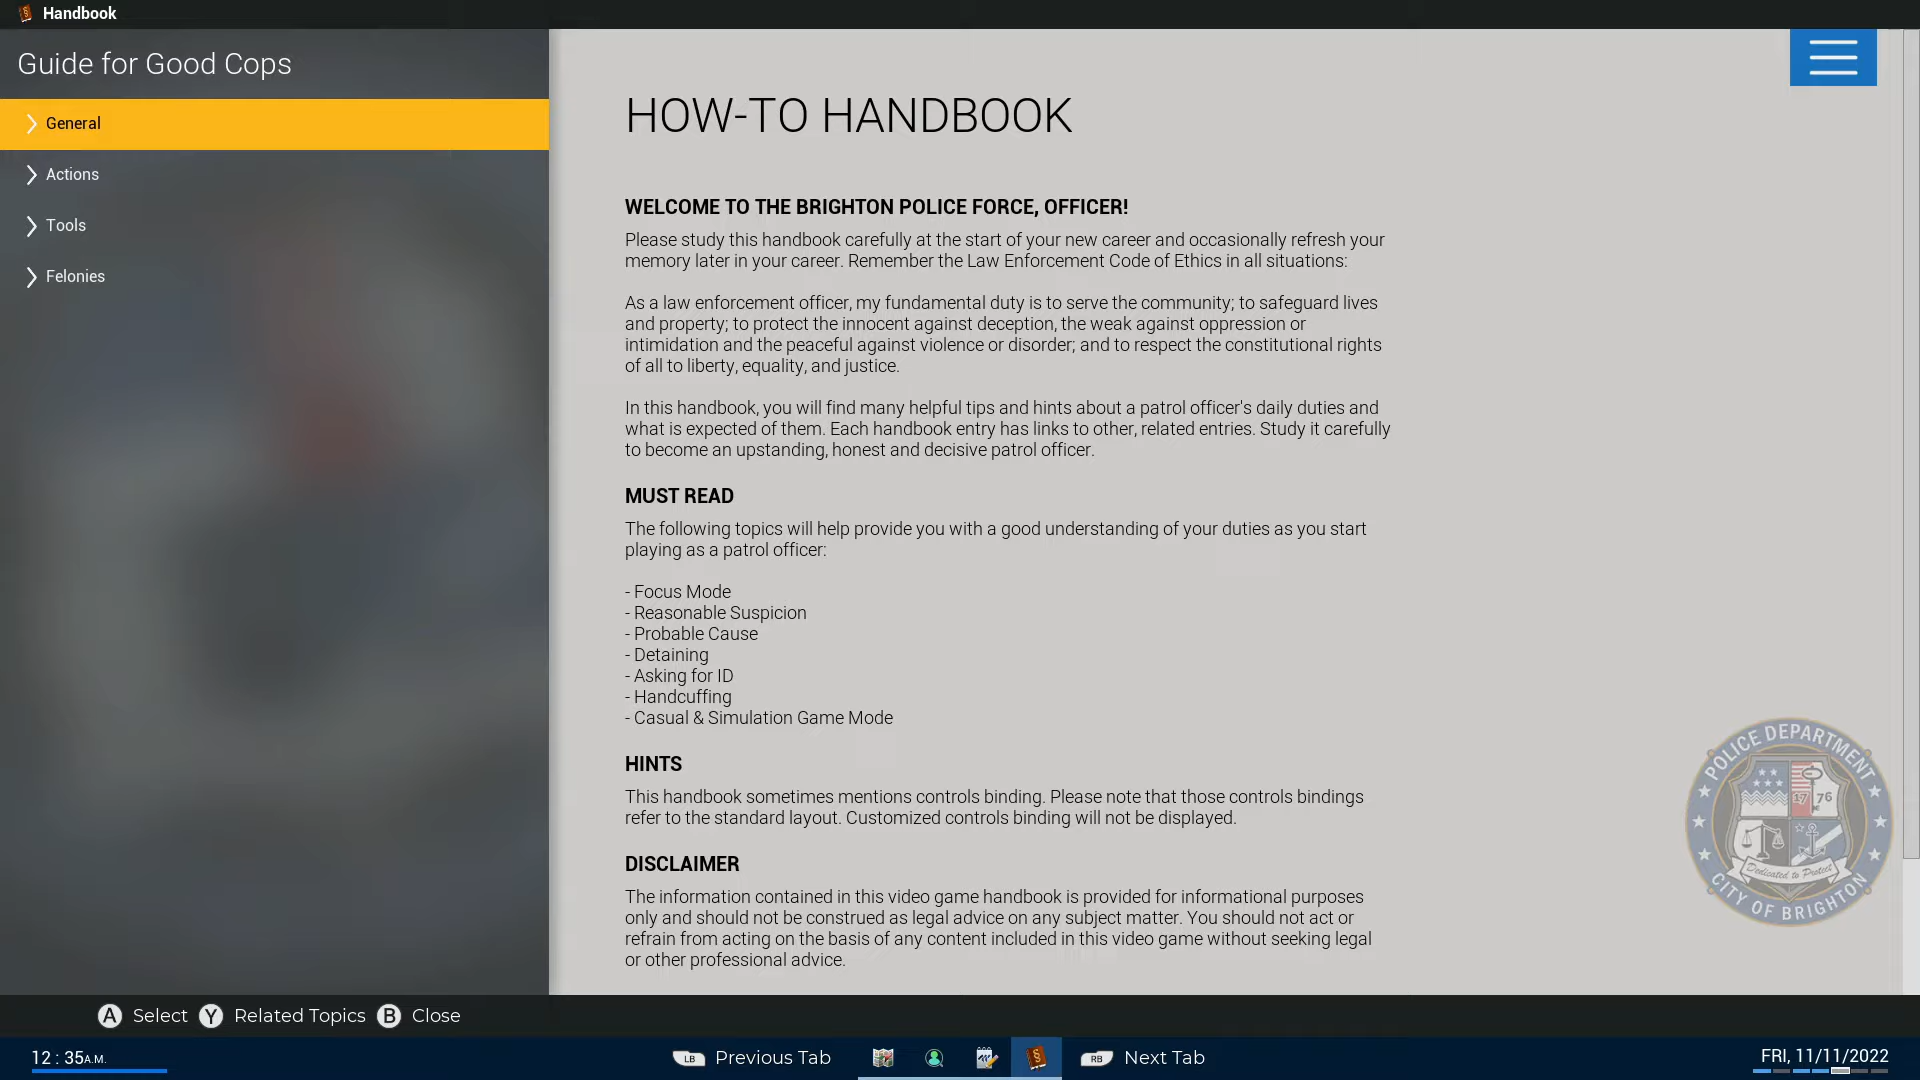 Handbook
Guide for Good Cops
General
Actions
Tools
Felonies
HOW-TO HANDBOOK
WELCOME TO THE BRIGHTON POLICE FORCE, OFFICER!
Please study this handbook carefully at the start of your new career and occasionally refresh your
memory later in your career. Remember the Law Enforcement Code of Ethics in all situations:
As a law enforcement officer, my fundamental duty is to serve the community; to safeguard lives
and property; to protect the innocent against deception, the weak against oppression or
intimidation and the peaceful against violence or disorder; and to respect the constitutional rights
of all to liberty, equality, and justice.
In this handbook, you will find many helpful tips and hints about a patrol officer's daily duties and
what is expected of them. Each handbook entry has links to other, related entries. Study it carefully
to become an upstanding, honest and decisive patrol officer.
MUST READ
The following topics will help provide you with a good understanding of your duties as you start
playing as a patrol officer:
- Focus Mode
- Reasonable Suspicion
- Probable Cause
- Detaining
- Asking for ID
- Handcuffing
- Casual & Simulation Game Mode
HINTS
This handbook sometimes mentions controls binding. Please note that those controls bindings
refer to the standard layout. Customized controls binding will not be displayed.
DISCLAIMER
The information contained in this video game handbook is provided for informational purposes
only and should not be construed as legal advice on any subject matter. You should not act or
refrain from acting on the basis of any content included in this video game without seeking legal
or other professional advice.
POLICE DEPARTMENT
17 76
Dedicated to Protect
CITY OF BRIGHTON
A Select Y Related Topics B Close
12 : 35 A.M.
LB Previous Tab
RB Next Tab
FRI, 11/11/2022